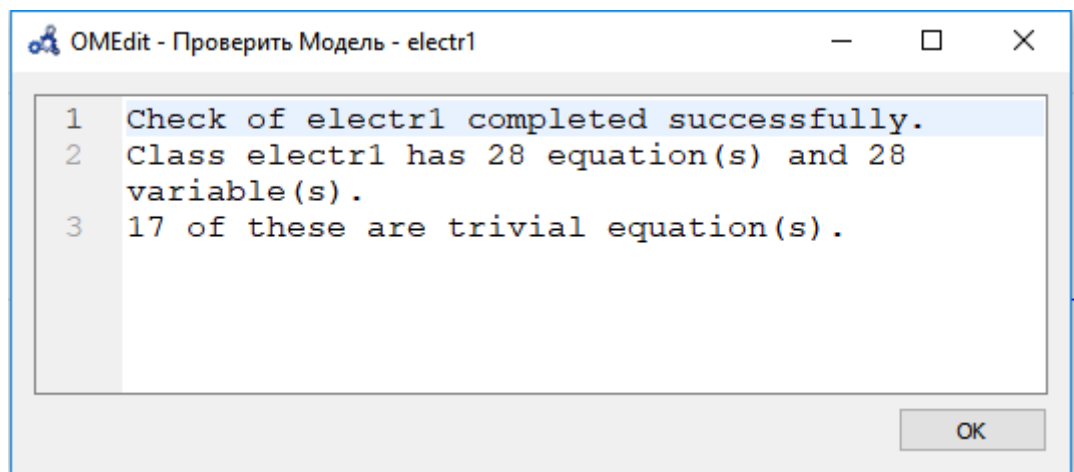 OMEdit - Проверить Модель - electr1
1 Check of electr1 completed successfully.
2 Class electr1 has 28 equation(s) and 28
variable(s).
3 17 of these are trivial equation(s).
OK